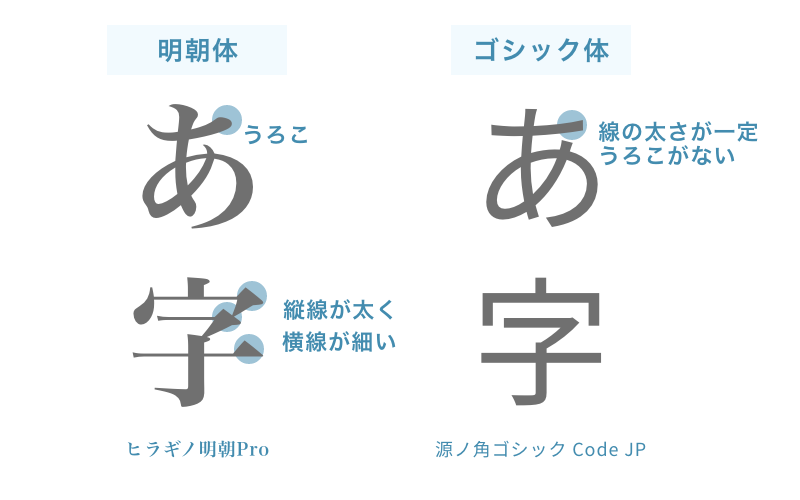 明朝体
あ
うろこ
字
縦線が太く
横線が細い
ヒラギノ明朝Pro
ゴシック体
あ
線の太さが一定
うろこがない
字
源ノ角ゴシック Code JP